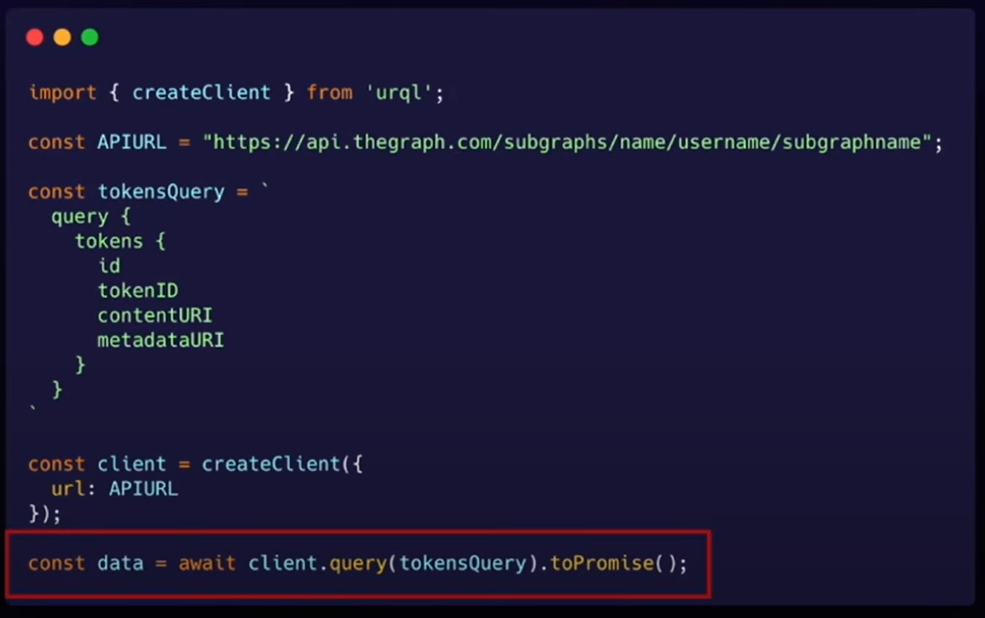 import { createClient } from 'urql';
const APIURL = "https://api.thegraph.com/subgraphs/name/username/subgraphname";
const tokensQuery = `
query {
tokens {
id
tokenID
contentURI
metadataURI
}
}
`
const client = createClient({
url: APIURL
});
const data = await client.query(tokensQuery).toPromise();